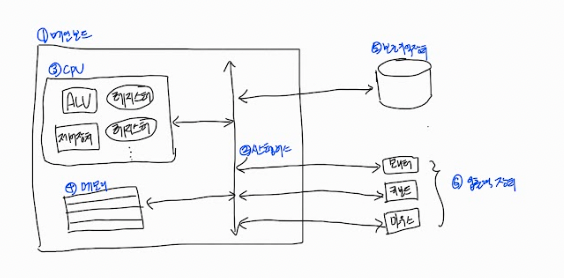 ① 메인보드
③ CPU
ALU
레지스터
제어장치
레지스터
④ 메모리
② 시스템버스
⑤ 보조기억장치
모니터
키보드
마우스
⑥ 입출력 장치